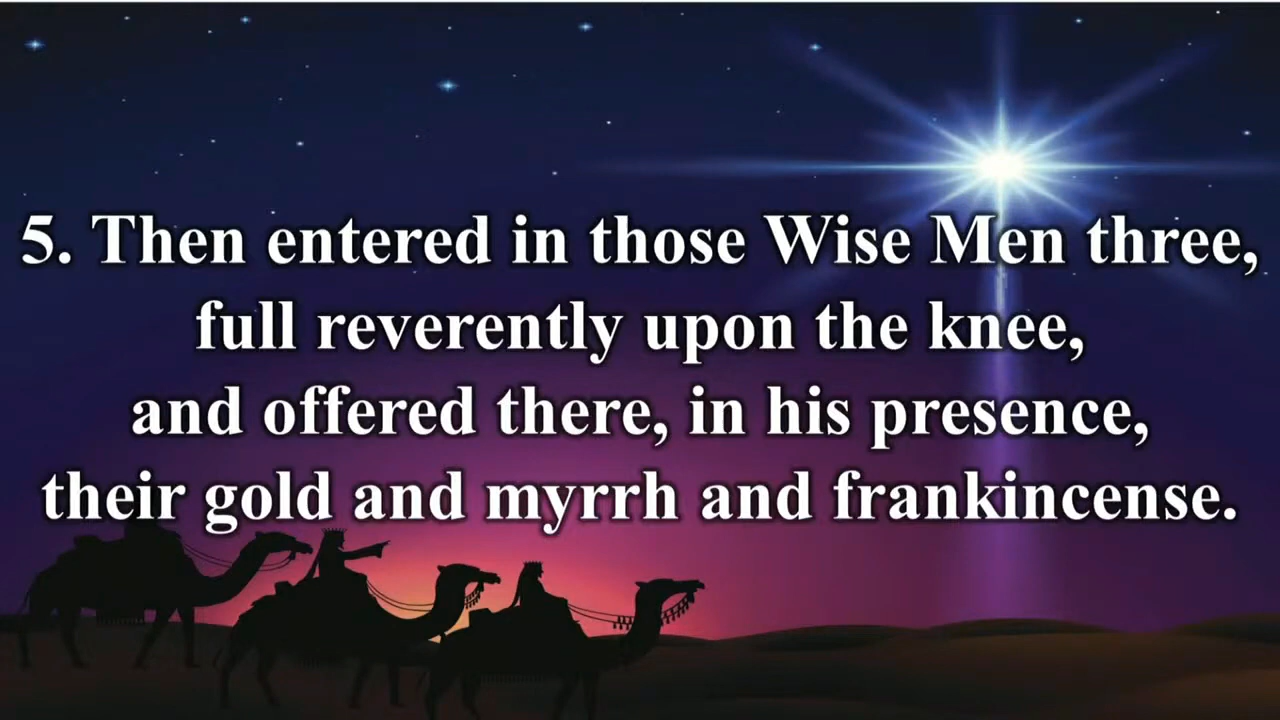 5. Then entered in those Wise Men three,
full reverently upon the knee,
and offered there, in his presence,
their gold and myrrh and frankincense.